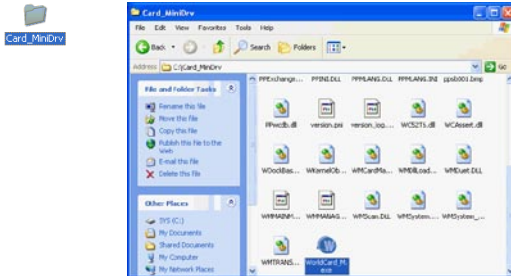 Card_MiniDrv
Card_MiniDrv
File Edit View Favorites Tools Help
Back Search Folders
Address C:\Card_MiniDrv Go
File and Folder Tasks
Rename this file
Move this file
Copy this file
Publish this file to the Web
E-mail this file
Delete this file
Other Places
SYS (C:)
My Documents
Shared Documents
My Computer
My Network Places
PPExchange... PPINI.DLL PPMLANG.DLL PPMLANG.INI ppsb001.bmp
PPwcdb.dll version.ini version_log... WCS2TS.dll WCAssert.dll
WDockBas... WKernelOb... WMCardMa... WMDllLoad... WMDuet.DLL
WMMAINM... WMMANAG... WMScan.DLL WMSystem.... WMSystem_...
WMTRANS... WorldCard_M.exe